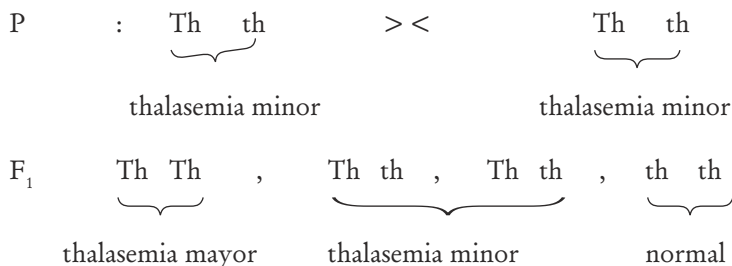 P : Th th > < Th th
thalasemia minor thalasemia minor
F1 Th Th , Th th , Th th , th th
thalasemia mayor thalasemia minor normal